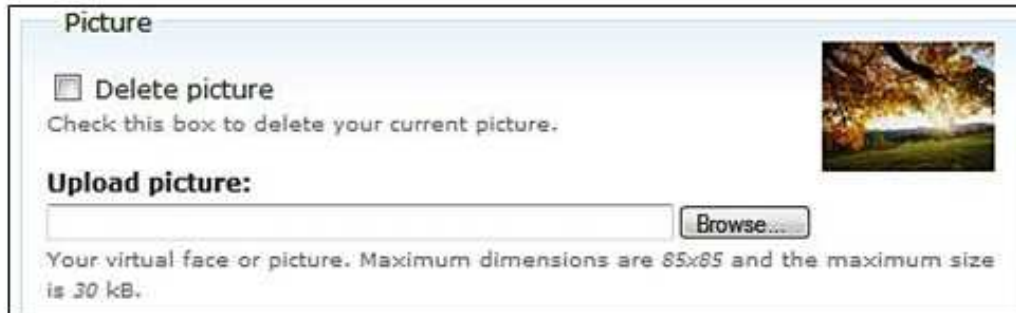 Picture
Delete picture
Check this box to delete your current picture.
Upload picture:
Browse...
Your virtual face or picture. Maximum dimensions are 85x85 and the maximum size
is 30 kB.